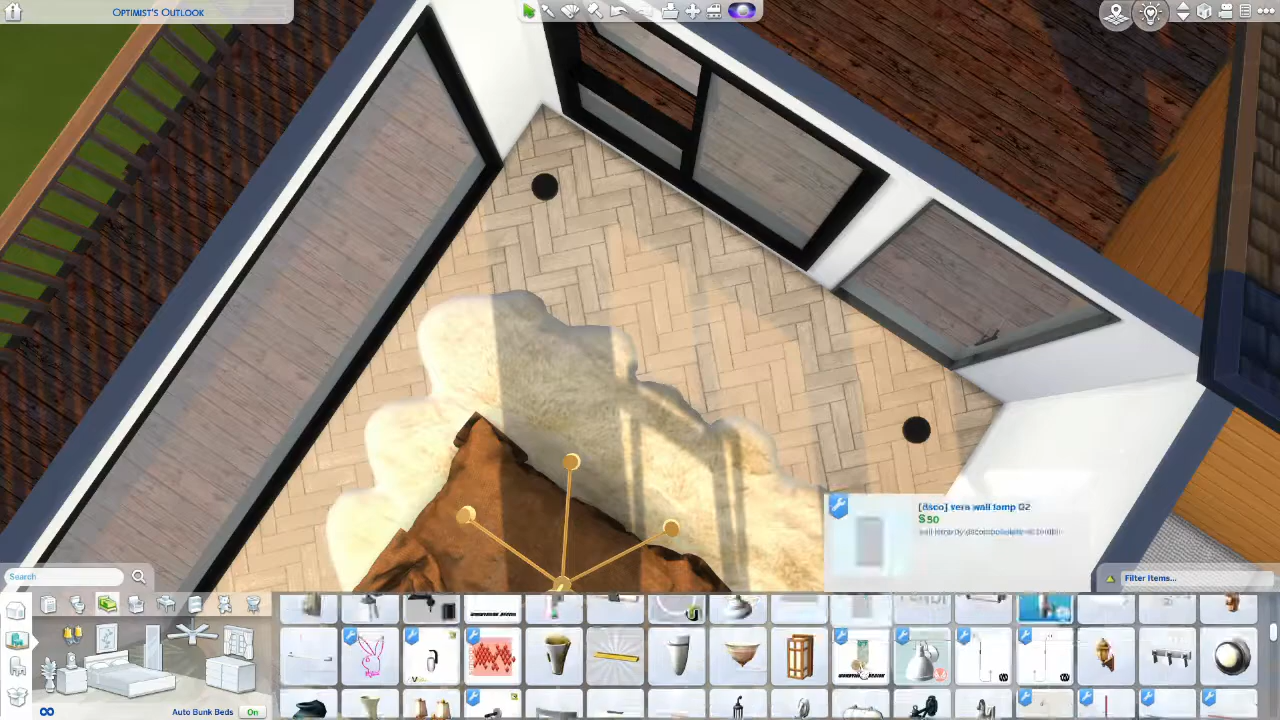 OPTIMIST'S OUTLOOK
[dsco] vera wall lamp 02
§50
Search
Filter Items...
Auto Bunk Beds
On